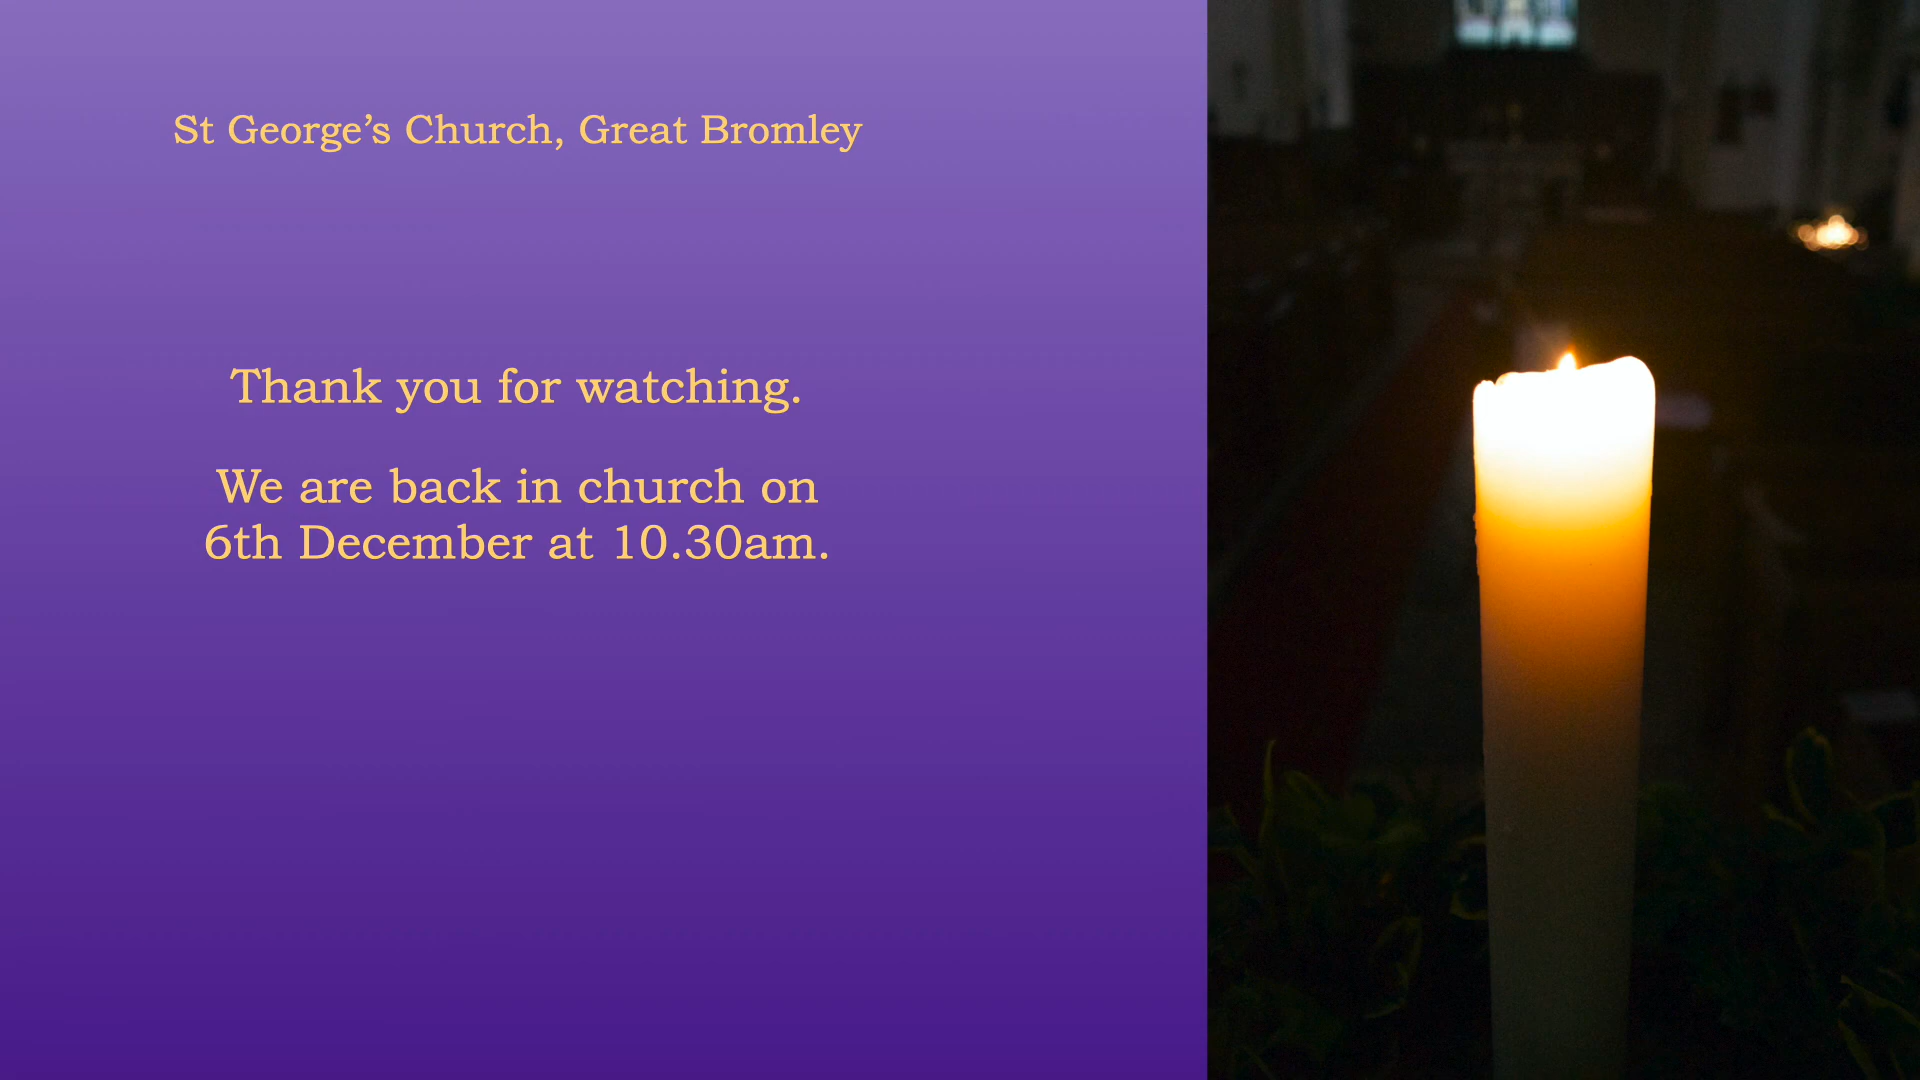 St George’s Church, Great Bromley
Thank you for watching.
We are back in church on
6th December at 10.30am.